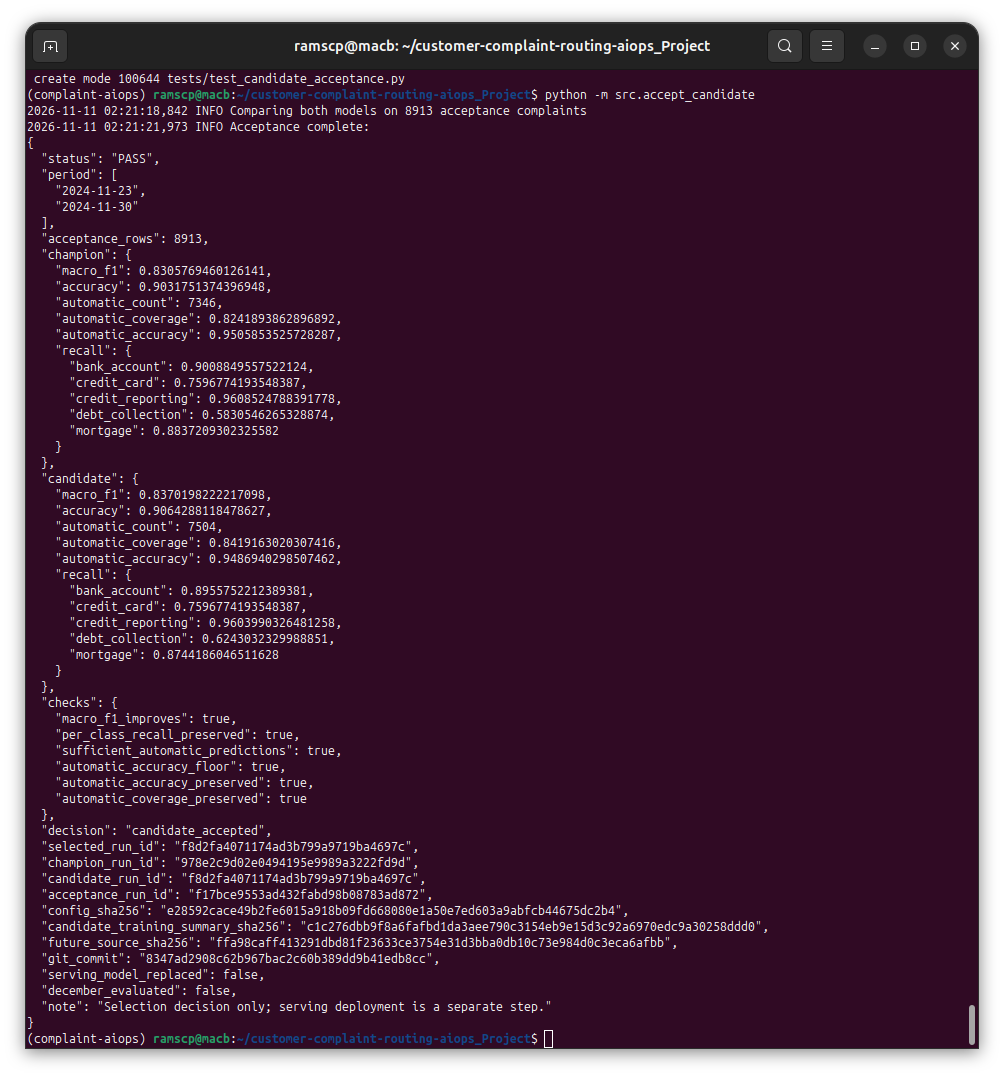 ramscp@macb: ~/customer-complaint-routing-aiops_Project
create mode 100644 tests/test_candidate_acceptance.py
(complaint-aiops) ramscp@macb:~/customer-complaint-routing-aiops_Project$ python -m src.accept_candidate
2026-11-11 02:21:18,842 INFO Comparing both models on 8913 acceptance complaints
2026-11-11 02:21:21,973 INFO Acceptance complete:
{
  "status": "PASS",
  "period": [
    "2024-11-23",
    "2024-11-30"
  ],
  "acceptance_rows": 8913,
  "champion": {
    "macro_f1": 0.8305769460126141,
    "accuracy": 0.9031751374396948,
    "automatic_count": 7346,
    "automatic_coverage": 0.8241893862896892,
    "automatic_accuracy": 0.9505853525728287,
    "recall": {
      "bank_account": 0.9008849557522124,
      "credit_card": 0.7596774193548387,
      "credit_reporting": 0.9608524788391778,
      "debt_collection": 0.5830546265328874,
      "mortgage": 0.8837209302325582
    }
  },
  "candidate": {
    "macro_f1": 0.8370198222217098,
    "accuracy": 0.9064288118478627,
    "automatic_count": 7504,
    "automatic_coverage": 0.8419163020307416,
    "automatic_accuracy": 0.9486940298507462,
    "recall": {
      "bank_account": 0.8955752212389381,
      "credit_card": 0.7596774193548387,
      "credit_reporting": 0.9603990326481258,
      "debt_collection": 0.6243032329988851,
      "mortgage": 0.8744186046511628
    }
  },
  "checks": {
    "macro_f1_improves": true,
    "per_class_recall_preserved": true,
    "sufficient_automatic_predictions": true,
    "automatic_accuracy_floor": true,
    "automatic_accuracy_preserved": true,
    "automatic_coverage_preserved": true
  },
  "decision": "candidate_accepted",
  "selected_run_id": "f8d2fa4071174ad3b799a9719ba4697c",
  "champion_run_id": "978e2c9d02e0494195e9989a3222fd9d",
  "candidate_run_id": "f8d2fa4071174ad3b799a9719ba4697c",
  "acceptance_run_id": "f17bce9553ad432fabd98b08783ad872",
  "config_sha256": "e28592cace49b2fe6015a918b09fd668080e1a50e7ed603a9abfcb44675dc2b4",
  "candidate_training_summary_sha256": "c1c276dbb9f8a6fafbd1da3aee790c3154eb9e15d3c92a6970edc9a30258ddd0",
  "future_source_sha256": "ffa98caff413291dbd81f23633ce3754e31d3bba0db10c73e984d0c3eca6afbb",
  "git_commit": "8347ad2908c62b967bac2c60b389dd9b41edb8cc",
  "serving_model_replaced": false,
  "december_evaluated": false,
  "note": "Selection decision only; serving deployment is a separate step."
}
(complaint-aiops) ramscp@macb:~/customer-complaint-routing-aiops_Project$